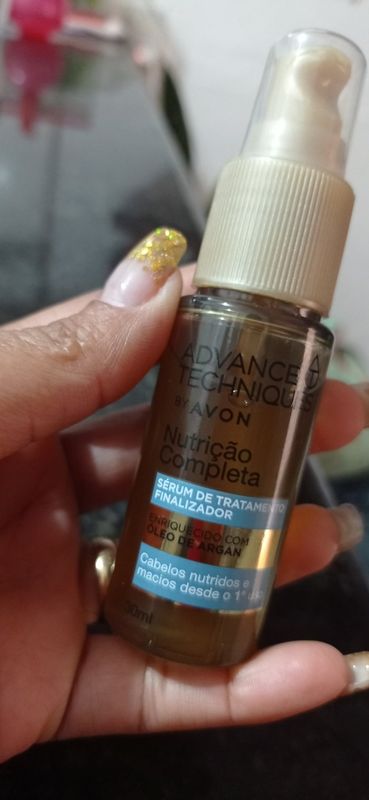 ADVANCE
TECHNIQUES
BY AVON
Nutrição
Completa
SÉRUM DE TRATAMENTO
FINALIZADOR
ENRIQUECIDO COM
ÓLEO DE ARGAN
Cabelos nutridos e
macios desde o 1º uso
30ml